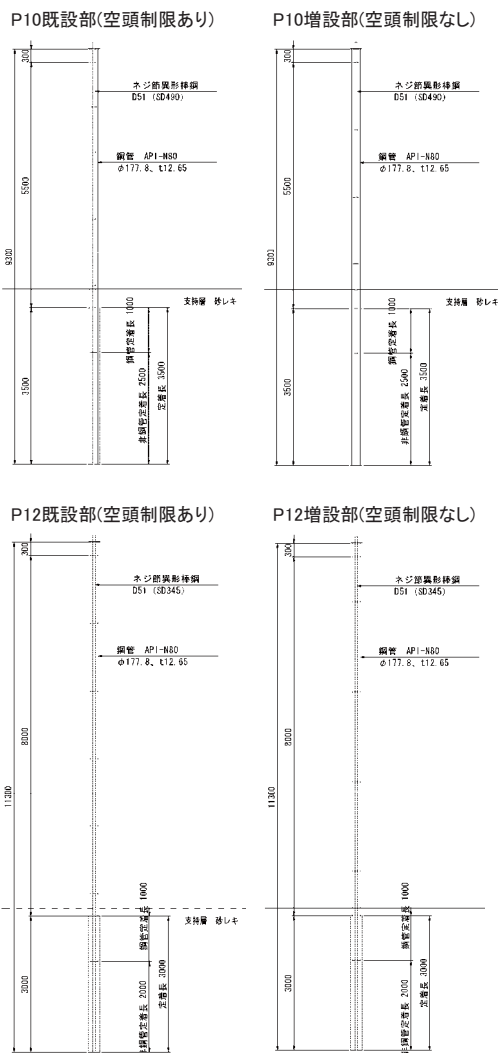 P10既設部(空頭制限あり)
300
ネジ節異形棒鋼
D51 (SD490)
鋼管 API-N80
φ177.8、t12.65
5500
9300
支持層 砂レキ
鋼管定着長 1000
非鋼管定着長 2500
定着長 3500
3500
P10増設部(空頭制限なし)
300
ネジ節異形棒鋼
D51 (SD490)
鋼管 API-N80
φ177.8、t12.65
5500
9300
支持層 砂レキ
鋼管定着長 1000
非鋼管定着長 2500
定着長 3500
3500
P12既設部(空頭制限あり)
300
ネジ節異形棒鋼
D51 (SD345)
鋼管 API-N80
φ177.8、t12.65
8000
11300
支持層 砂レキ
鋼管定着長 1000
非鋼管定着長 2000
定着長 3000
3000
P12増設部(空頭制限なし)
300
ネジ節異形棒鋼
D51 (SD345)
鋼管 API-N80
φ177.8、t12.65
8000
11300
鋼管定着長 1000
非鋼管定着長 2000
定着長 3000
3000